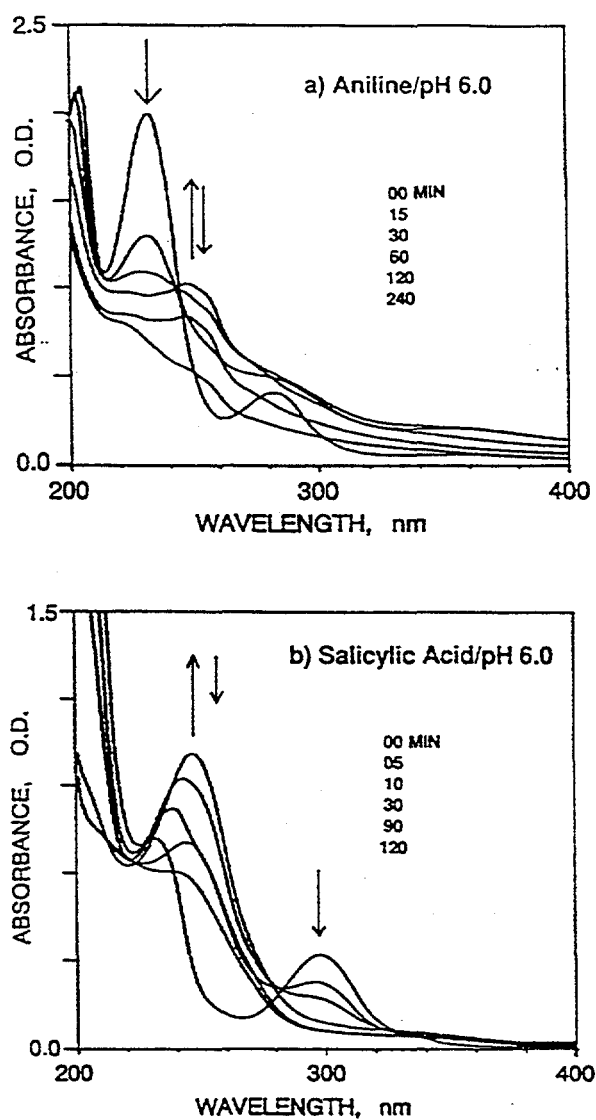 2.5
a) Aniline/pH 6.0
00 MIN
15
30
60
120
240
ABSORBANCE, O.D.
0.0
200
300
400
WAVELENGTH, nm
1.5
b) Salicylic Acid/pH 6.0
00 MIN
05
10
30
90
120
ABSORBANCE, O.D.
0.0
200
300
400
WAVELENGTH, nm